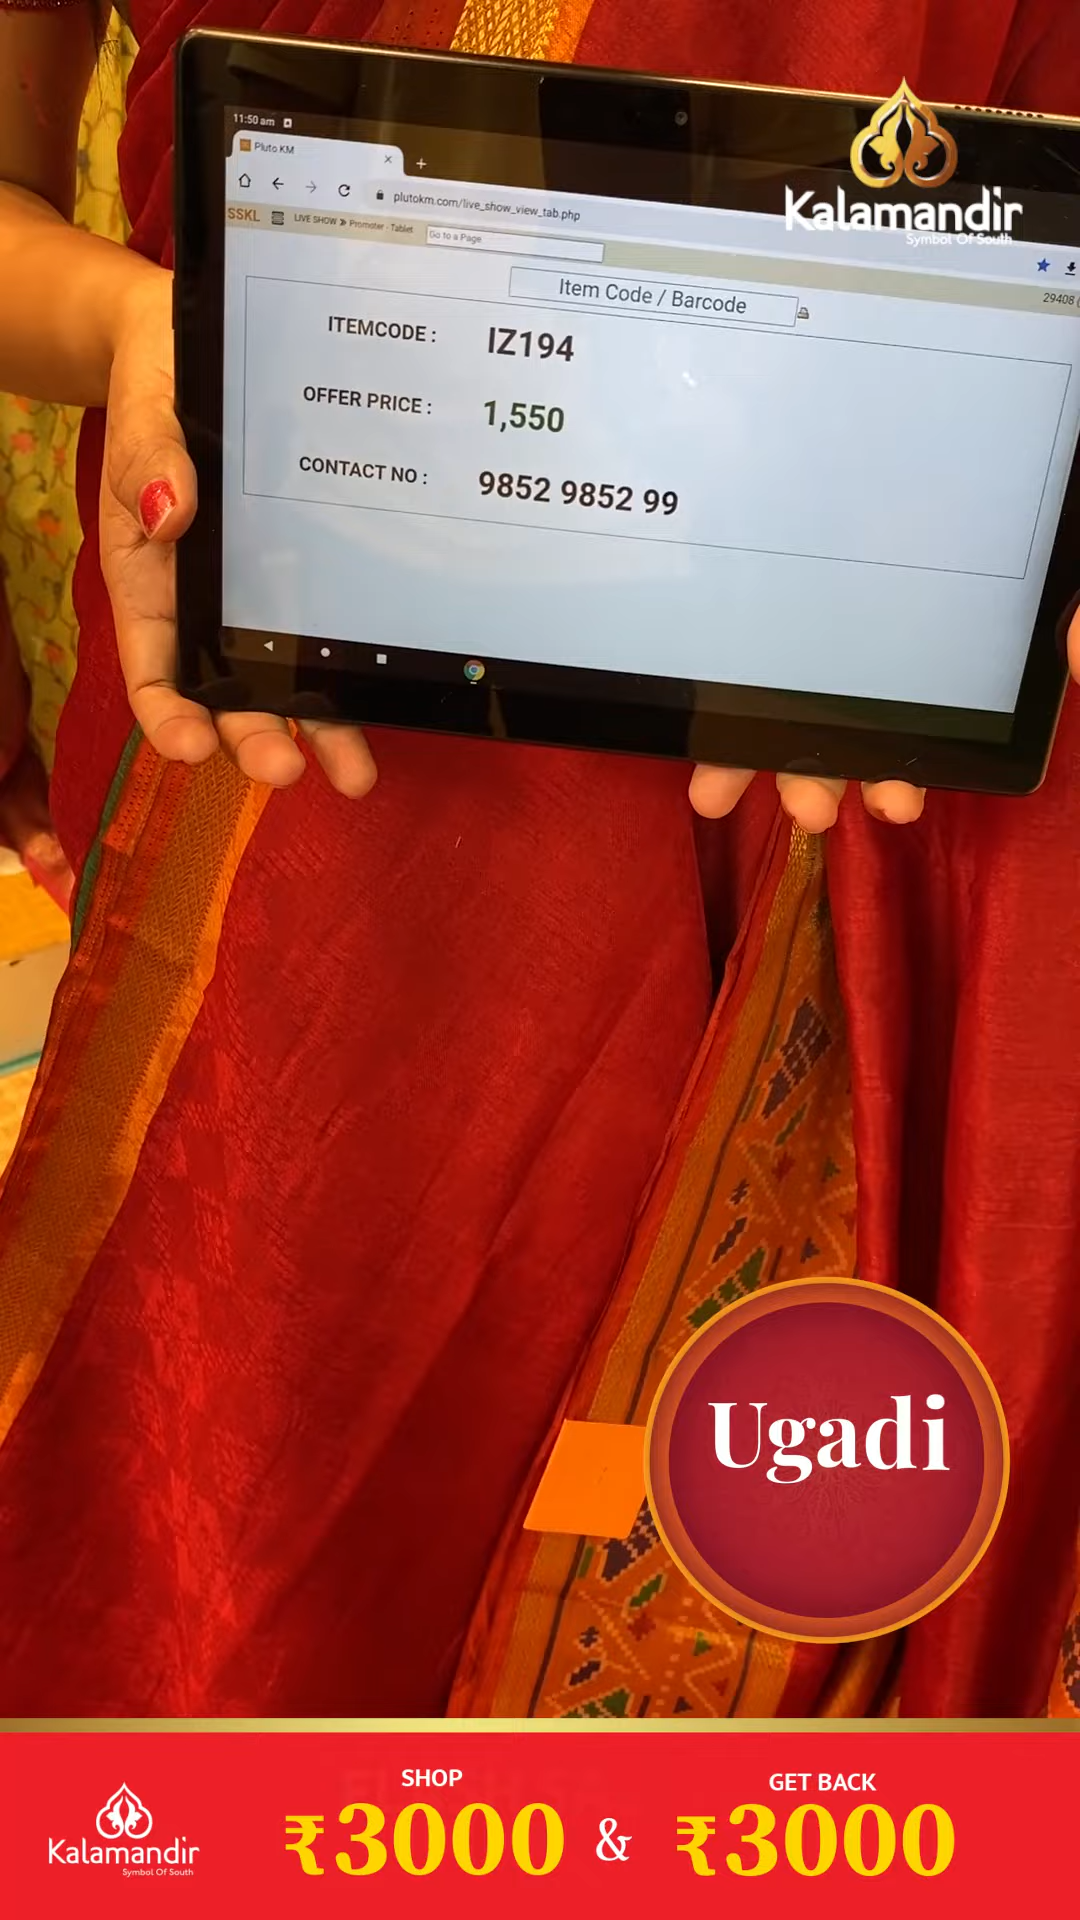 11:50 am
Pluto KM
plutokm.com/live_show_view_tab.php
SSKL
LIVE SHOW
Promoter - Tablet
Go to a Page
29408
Item Code / Barcode
ITEMCODE : IZ194
OFFER PRICE : 1,550
CONTACT NO : 9852 9852 99
Kalamandir
Symbol Of South
Ugadi
Kalamandir
Symbol Of South
SHOP
₹3000
&
GET BACK
₹3000